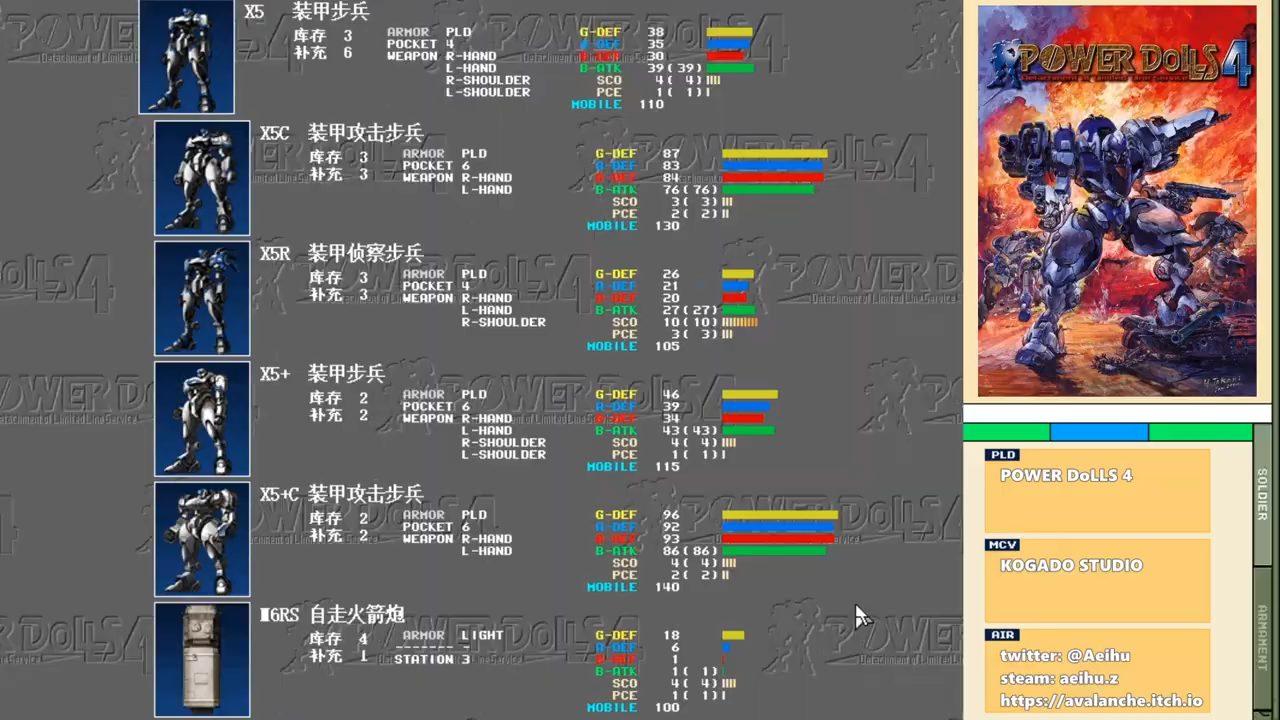 X5 装甲步兵
库存 3 ARMOR PLD G-DEF 38
补充 6 POCKET 4 A-DEF 35
WEAPON R-HAND 30
L-HAND B-ATK 39(39)
R-SHOULDER SCO 4( 4)
L-SHOULDER PCE 1( 1)
MOBILE 110
X5C 装甲攻击步兵
库存 3 ARMOR PLD G-DEF 87
补充 3 POCKET 6 A-DEF 83
WEAPON R-HAND 84
L-HAND B-ATK 76(76)
SCO 3( 3)
PCE 2( 2)
MOBILE 130
X5R 装甲侦察步兵
库存 3 ARMOR PLD G-DEF 26
补充 3 POCKET 4 A-DEF 21
WEAPON R-HAND 20
L-HAND B-ATK 27(27)
R-SHOULDER SCO 10(10)
PCE 3( 3)
MOBILE 105
X5+ 装甲步兵
库存 2 ARMOR PLD G-DEF 46
补充 2 POCKET 6 A-DEF 39
WEAPON R-HAND 34
L-HAND B-ATK 43(43)
R-SHOULDER SCO 4( 4)
L-SHOULDER PCE 1( 1)
MOBILE 115
X5+C 装甲攻击步兵
库存 2 ARMOR PLD G-DEF 96
补充 2 POCKET 6 A-DEF 92
WEAPON R-HAND 93
L-HAND B-ATK 86(86)
SCO 4( 4)
PCE 2( 2)
MOBILE 140
M6RS 自走火箭炮
库存 4 ARMOR LIGHT G-DEF 18
补充 1 ------- - A-DEF 6
STATION 3 1
B-ATK 1( 1)
SCO 4( 4)
PCE 1( 1)
MOBILE 100
POWER DOLLS 4
Detachment of Limited Line Service
PLD
POWER DoLLS 4
MCV
KOGADO STUDIO
AIR
twitter: @Aeihu
steam: aeihu.z
https://avalanche.itch.io
SOLDIER
ARMAMENT